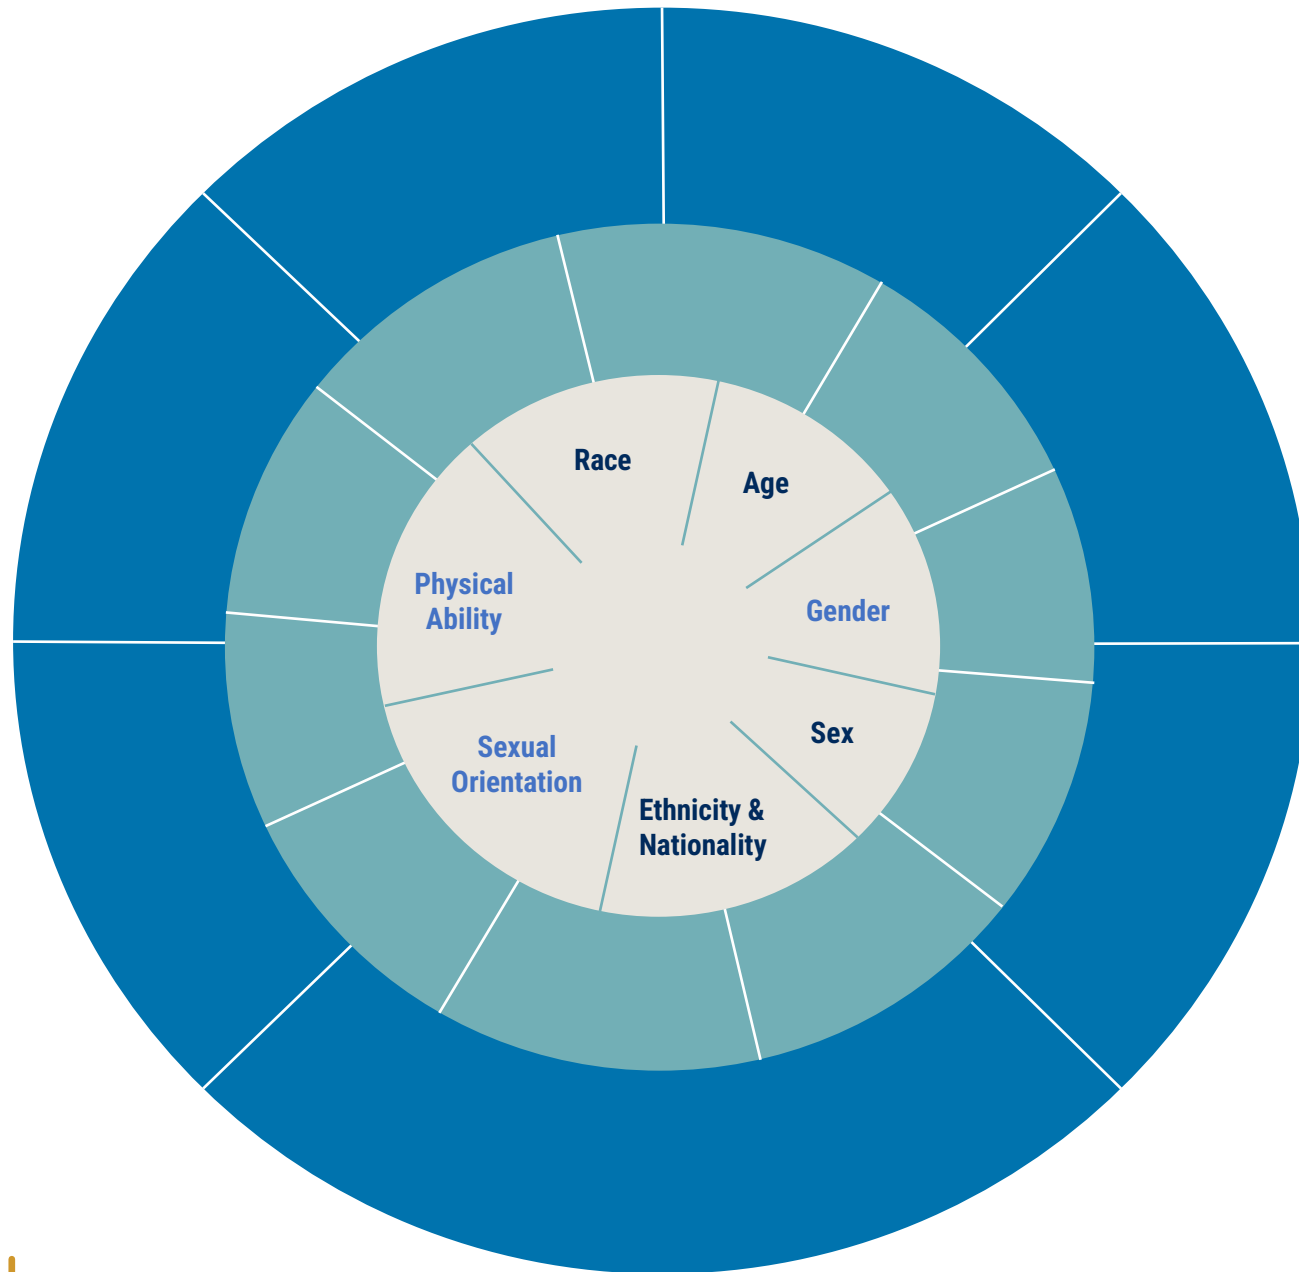 Race
Age
Physical
Ability
Gender
Sex
Sexual
Orientation
Ethnicity &
Nationality